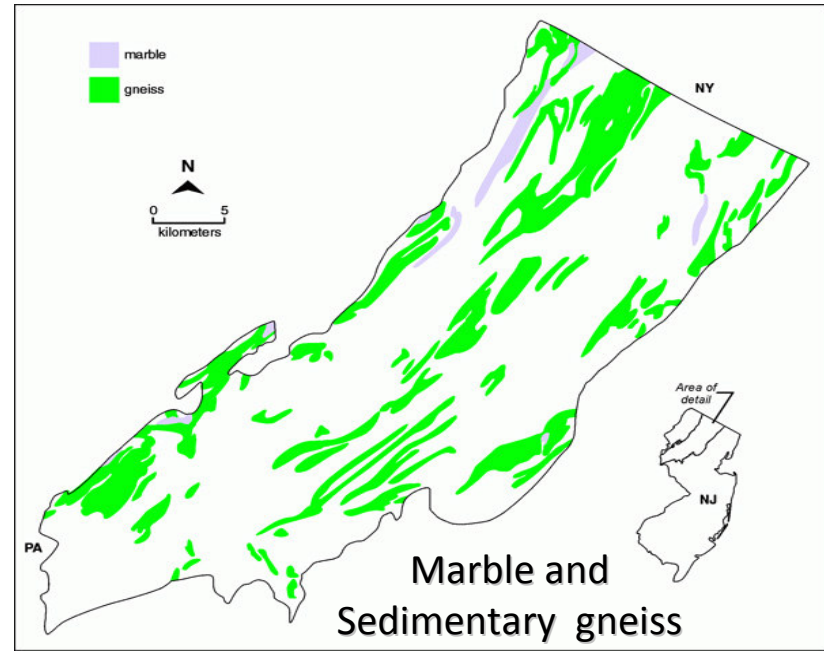 marble
gneiss
NY
N
0 5
kilometers
Area of
detail
NJ
PA
Marble and
Sedimentary gneiss